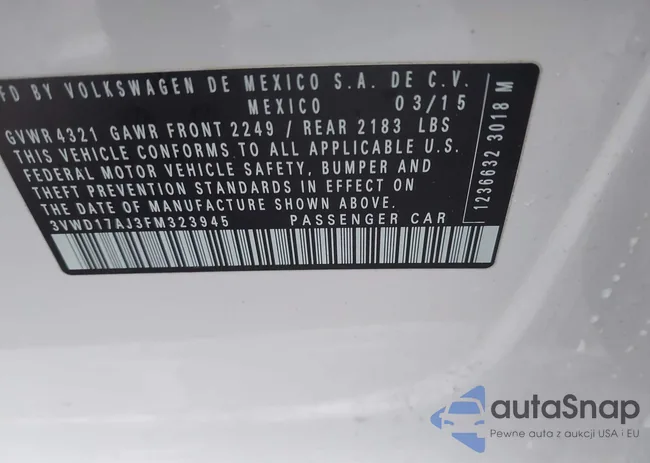 FD BY VOLKSWAGEN DE MEXICO S.A. DE C.V.
MEXICO 03/15
GVWR 4321 GAWR FRONT 2249 / REAR 2183 LBS
THIS VEHICLE CONFORMS TO ALL APPLICABLE U.S.
FEDERAL MOTOR VEHICLE SAFETY, BUMPER AND
THEFT PREVENTION STANDARDS IN EFFECT ON
THE DATE OF MANUFACTURE SHOWN ABOVE.
3VWD17AJ3FM323945 PASSENGER CAR
1236632 3018 M
autaSnap
Pewne auta z aukcji USA i EU